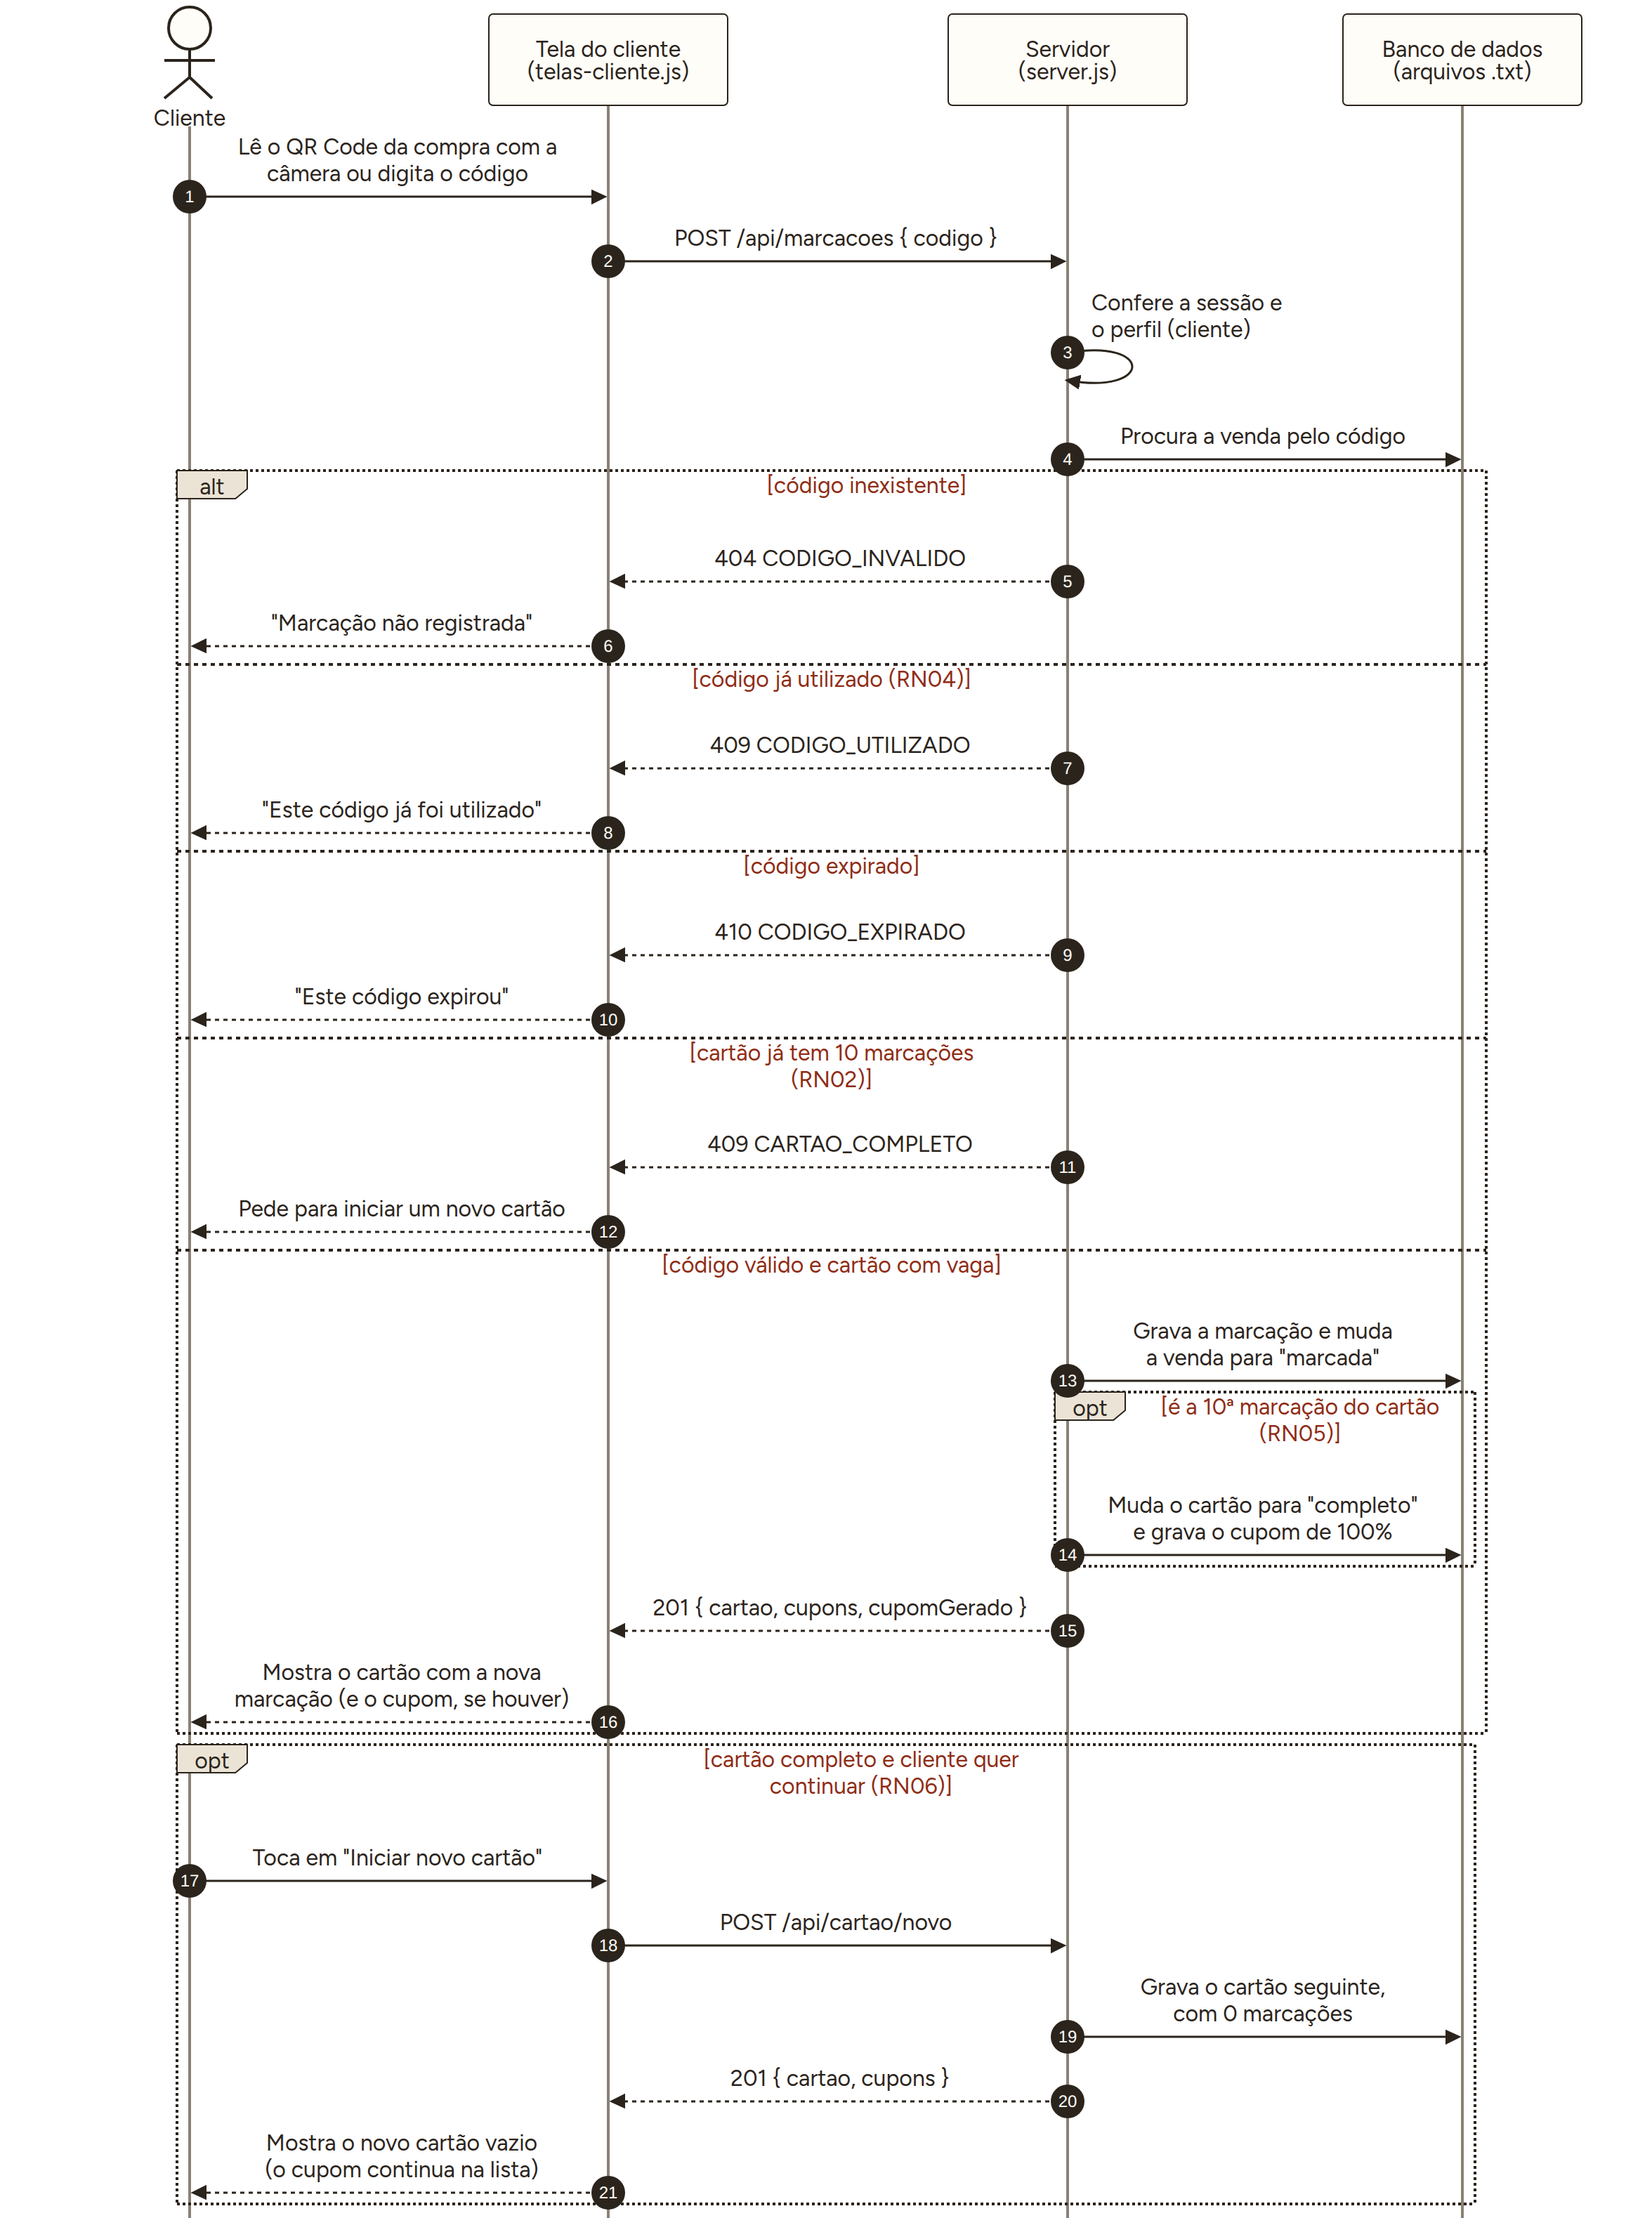 Cliente
Tela do cliente
(telas-cliente.js)
Servidor
(server.js)
Banco de dados
(arquivos .txt)
Lê o QR Code da compra com a
câmera ou digita o código
1
POST /api/marcacoes { codigo }
2
Confere a sessão e
o perfil (cliente)
3
Procura a venda pelo código
4
alt
[código inexistente]
404 CODIGO_INVALIDO
5
"Marcação não registrada"
6
[código já utilizado (RN04)]
409 CODIGO_UTILIZADO
7
"Este código já foi utilizado"
8
[código expirado]
410 CODIGO_EXPIRADO
9
"Este código expirou"
10
[cartão já tem 10 marcações
(RN02)]
409 CARTAO_COMPLETO
11
Pede para iniciar um novo cartão
12
[código válido e cartão com vaga]
Grava a marcação e muda
a venda para "marcada"
13
opt
[é a 10ª marcação do cartão
(RN05)]
Muda o cartão para "completo"
e grava o cupom de 100%
14
201 { cartao, cupons, cupomGerado }
15
Mostra o cartão com a nova
marcação (e o cupom, se houver)
16
opt
[cartão completo e cliente quer
continuar (RN06)]
Toca em "Iniciar novo cartão"
17
POST /api/cartao/novo
18
Grava o cartão seguinte,
com 0 marcações
19
201 { cartao, cupons }
20
Mostra o novo cartão vazio
(o cupom continua na lista)
21